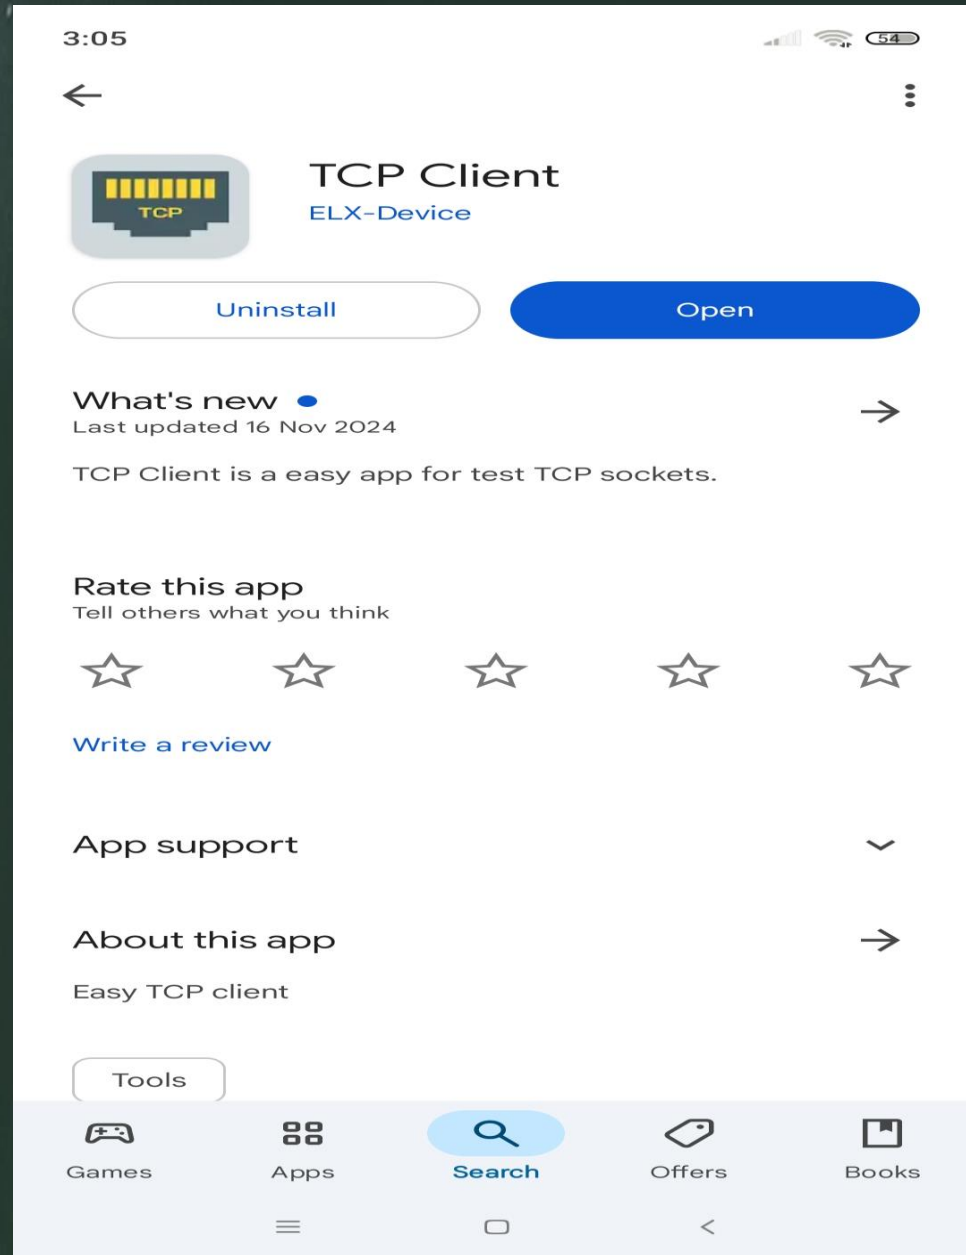 3:05
54
TCP
TCP Client
ELX-Device
Uninstall
Open
What's new
Last updated 16 Nov 2024
TCP Client is a easy app for test TCP sockets.
Rate this app
Tell others what you think
Write a review
App support
About this app
Easy TCP client
Tools
Games
Apps
Search
Offers
Books